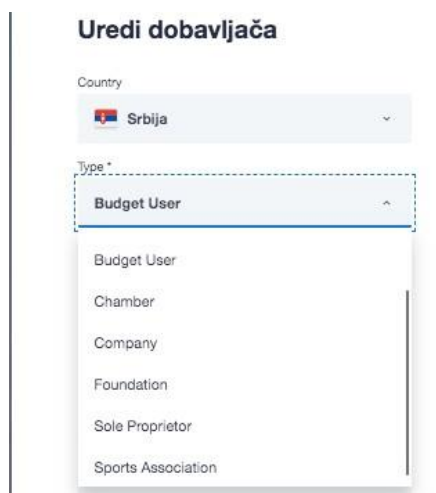 Uredi dobavljača
Country
Srbija
Type *
Budget User
Budget User
Chamber
Company
Foundation
Sole Proprietor
Sports Association